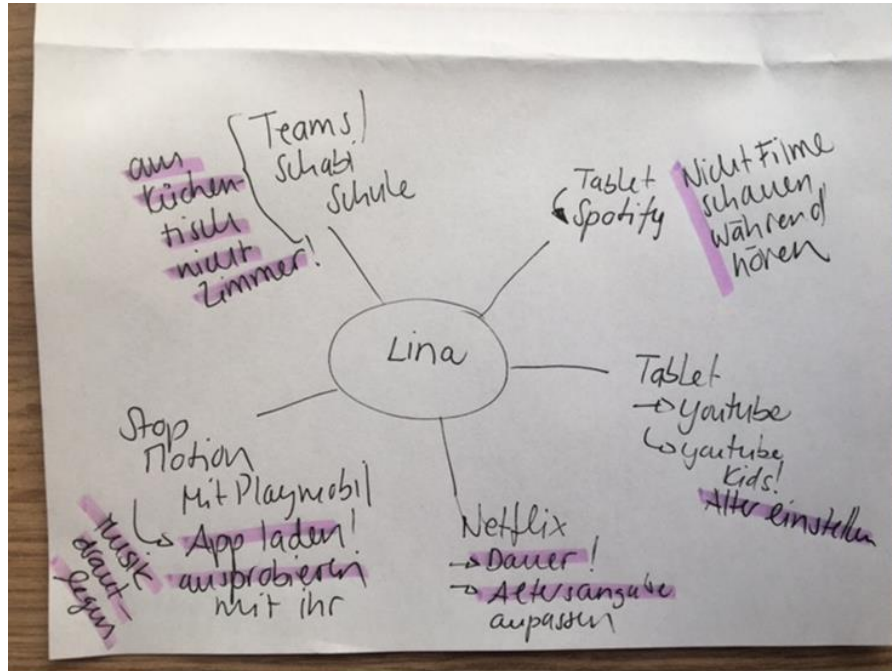 Teams!
Schabi
Schule
am
Küchen-
tisch
nicht
Zimmer!
Tablet
Spotify
Nicht Filme
schauen
während
hören
Lina
Tablet
→ Youtube
↳ youtube
Kids!
Alter einstellen
Netflix
→ Dauer!
→ Altersangabe
anpassen
Stop
Motion
Mit Playmobil
↳ App laden!
ausprobieren
mit ihr
Musik
drauf-
legen